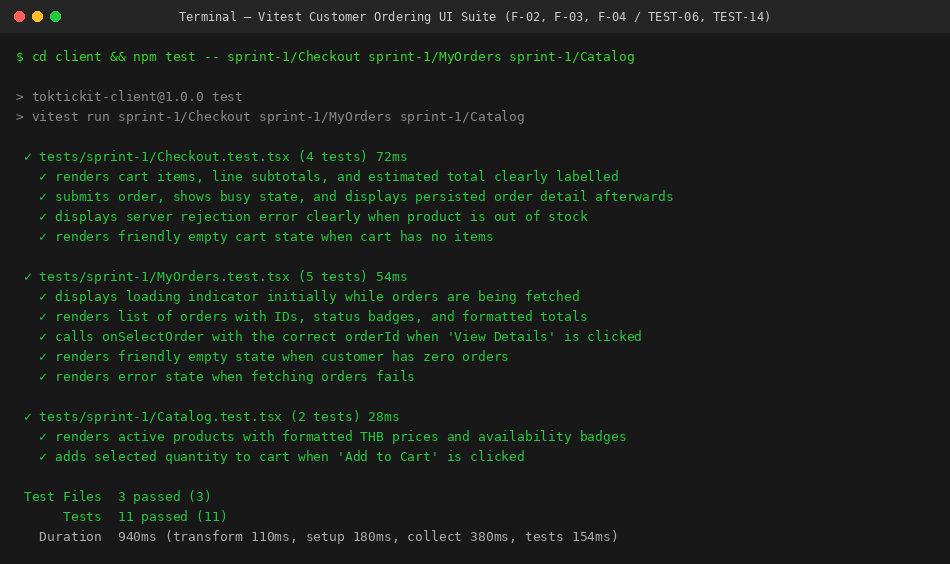 Terminal — Vitest Customer Ordering UI Suite (F-02, F-03, F-04 / TEST-06, TEST-14)
$ cd client && npm test -- sprint-1/Checkout sprint-1/MyOrders sprint-1/Catalog
> toktickit-client@1.0.0 test
> vitest run sprint-1/Checkout sprint-1/MyOrders sprint-1/Catalog
✓ tests/sprint-1/Checkout.test.tsx (4 tests) 72ms
✓ renders cart items, line subtotals, and estimated total clearly labelled
✓ submits order, shows busy state, and displays persisted order detail afterwards
✓ displays server rejection error clearly when product is out of stock
✓ renders friendly empty cart state when cart has no items
✓ tests/sprint-1/MyOrders.test.tsx (5 tests) 54ms
✓ displays loading indicator initially while orders are being fetched
✓ renders list of orders with IDs, status badges, and formatted totals
✓ calls onSelectOrder with the correct orderId when 'View Details' is clicked
✓ renders friendly empty state when customer has zero orders
✓ renders error state when fetching orders fails
✓ tests/sprint-1/Catalog.test.tsx (2 tests) 28ms
✓ renders active products with formatted THB prices and availability badges
✓ adds selected quantity to cart when 'Add to Cart' is clicked
Test Files  3 passed (3)
Tests  11 passed (11)
Duration  940ms (transform 110ms, setup 180ms, collect 380ms, tests 154ms)